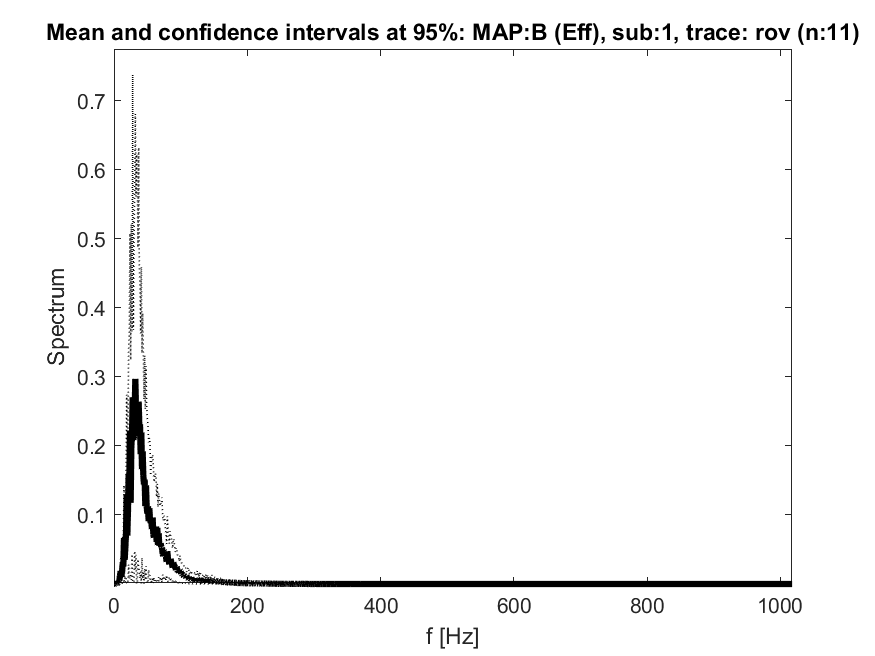 Mean and confidence intervals at 95%: MAP:B (Eff), sub:1, trace: rov (n:11)
0.7
0.6
0.5
0.4
0.3
0.2
0.1
Spectrum
0 200 400 600 800 1000
f [Hz]